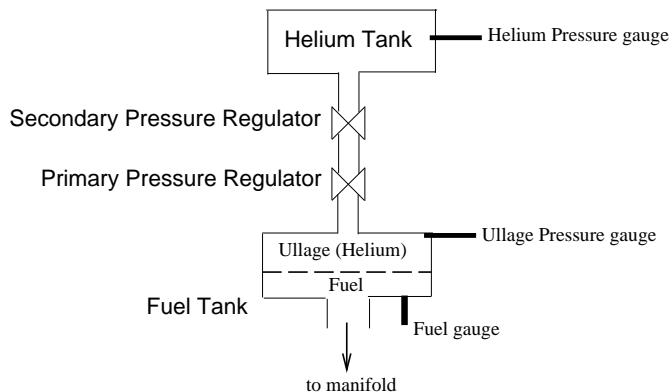 Helium Tank
Helium Pressure gauge
Secondary Pressure Regulator
Primary Pressure Regulator
Ullage Pressure gauge
Ullage (Helium)
Fuel
Fuel Tank
Fuel gauge
to manifold